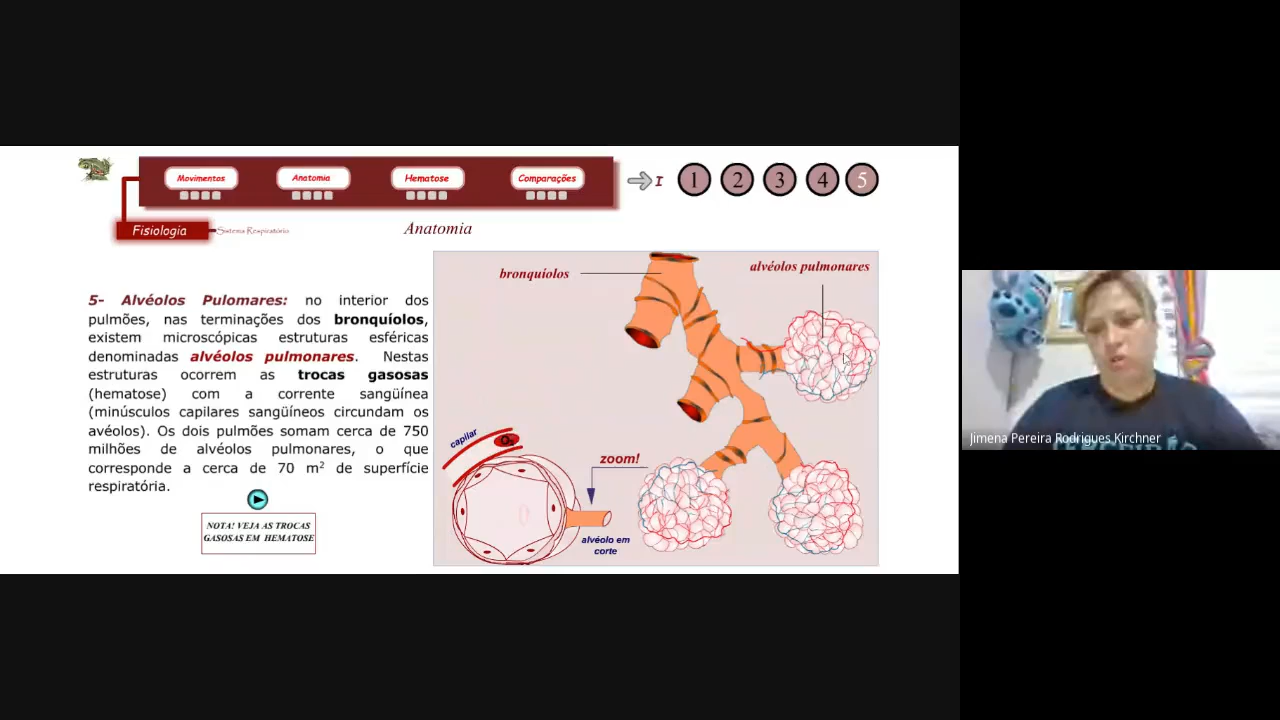 Movimentos
Anatomia
Hematose
Comparações
I
1
2
3
4
5
Fisiologia
Sistema Respiratório
Anatomia
5- Alvéolos Pulomares: no interior dos
pulmões, nas terminações dos bronquíolos,
existem microscópicas estruturas esféricas
denominadas alvéolos pulmonares. Nestas
estruturas ocorrem as trocas gasosas
(hematose) com a corrente sangüínea
(minúsculos capilares sangüíneos circundam os
avéolos). Os dois pulmões somam cerca de 750
milhões de alvéolos pulmonares, o que
corresponde a cerca de 70 m² de superfície
respiratória.
NOTA! VEJA AS TROCAS
GASOSAS EM HEMATOSE
bronquíolos
alvéolos pulmonares
capilar
zoom!
alvéolo em
corte
Jimena Pereira Rodrigues Kirchner